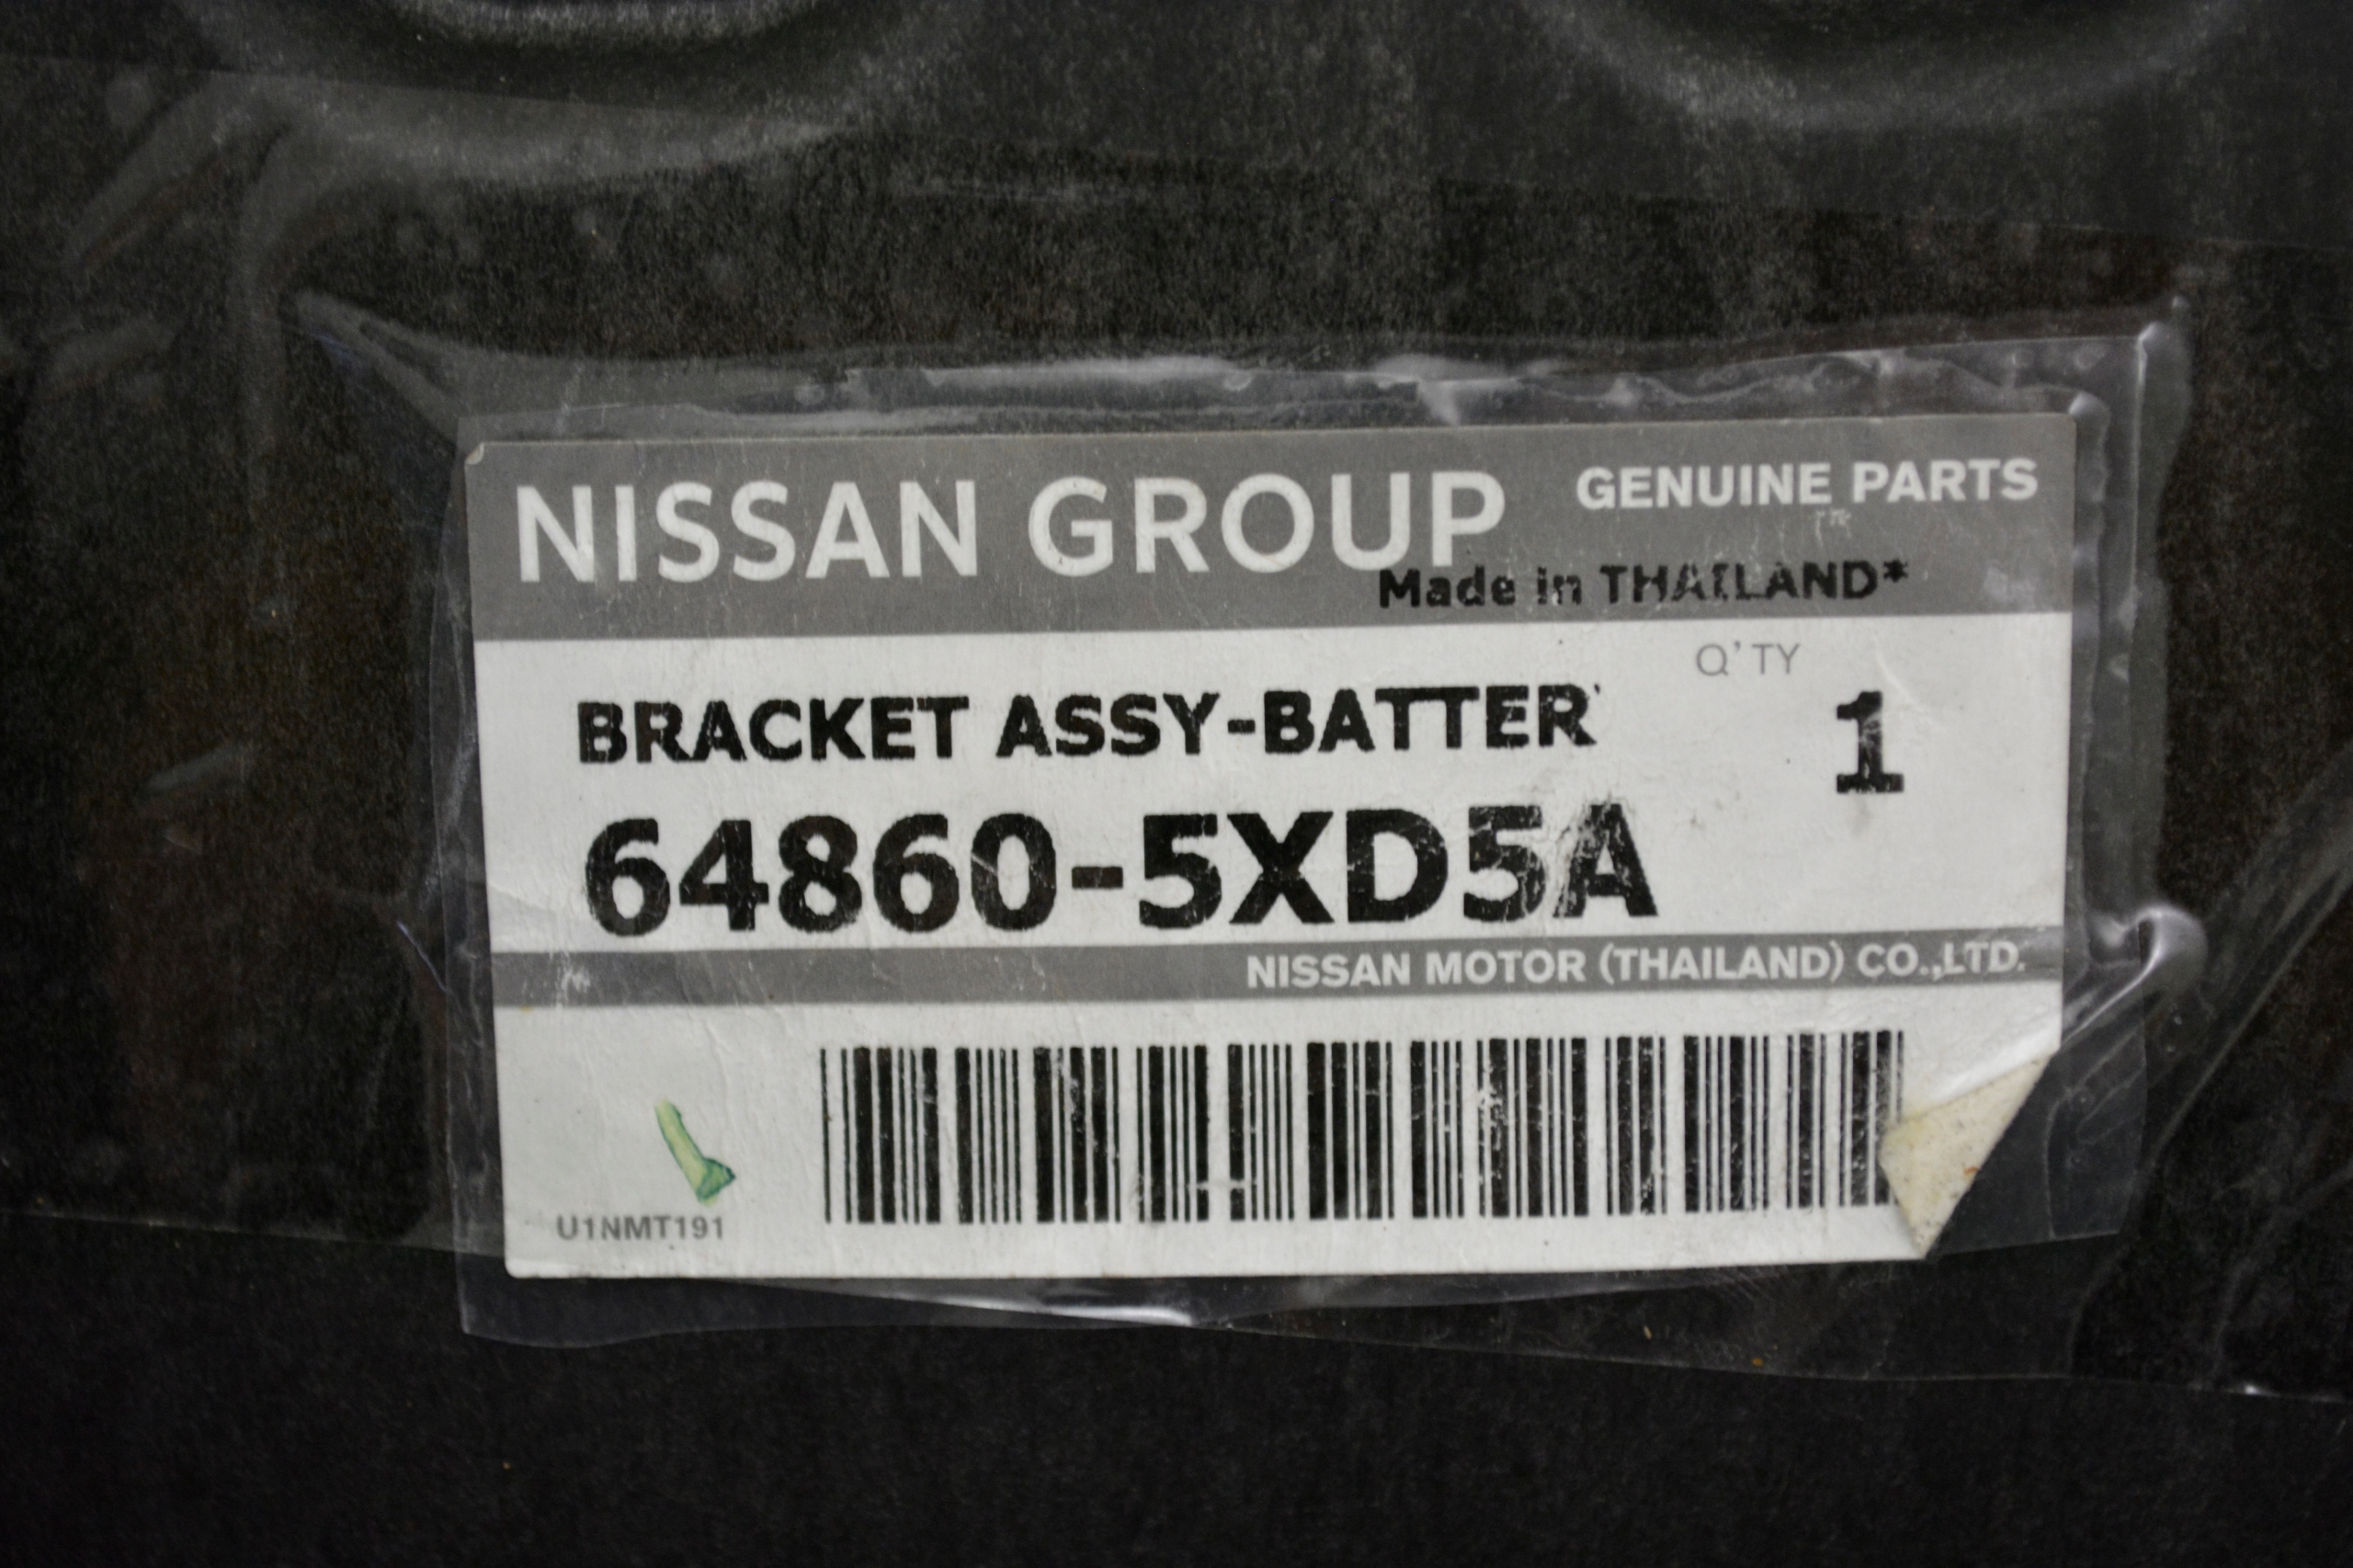 NISSAN GROUP GENUINE PARTS
Made in THAILAND*
Q'TY
BRACKET ASSY-BATTER
1
64860-5XD5A
NISSAN MOTOR (THAILAND) CO.,LTD.
U1NMT191